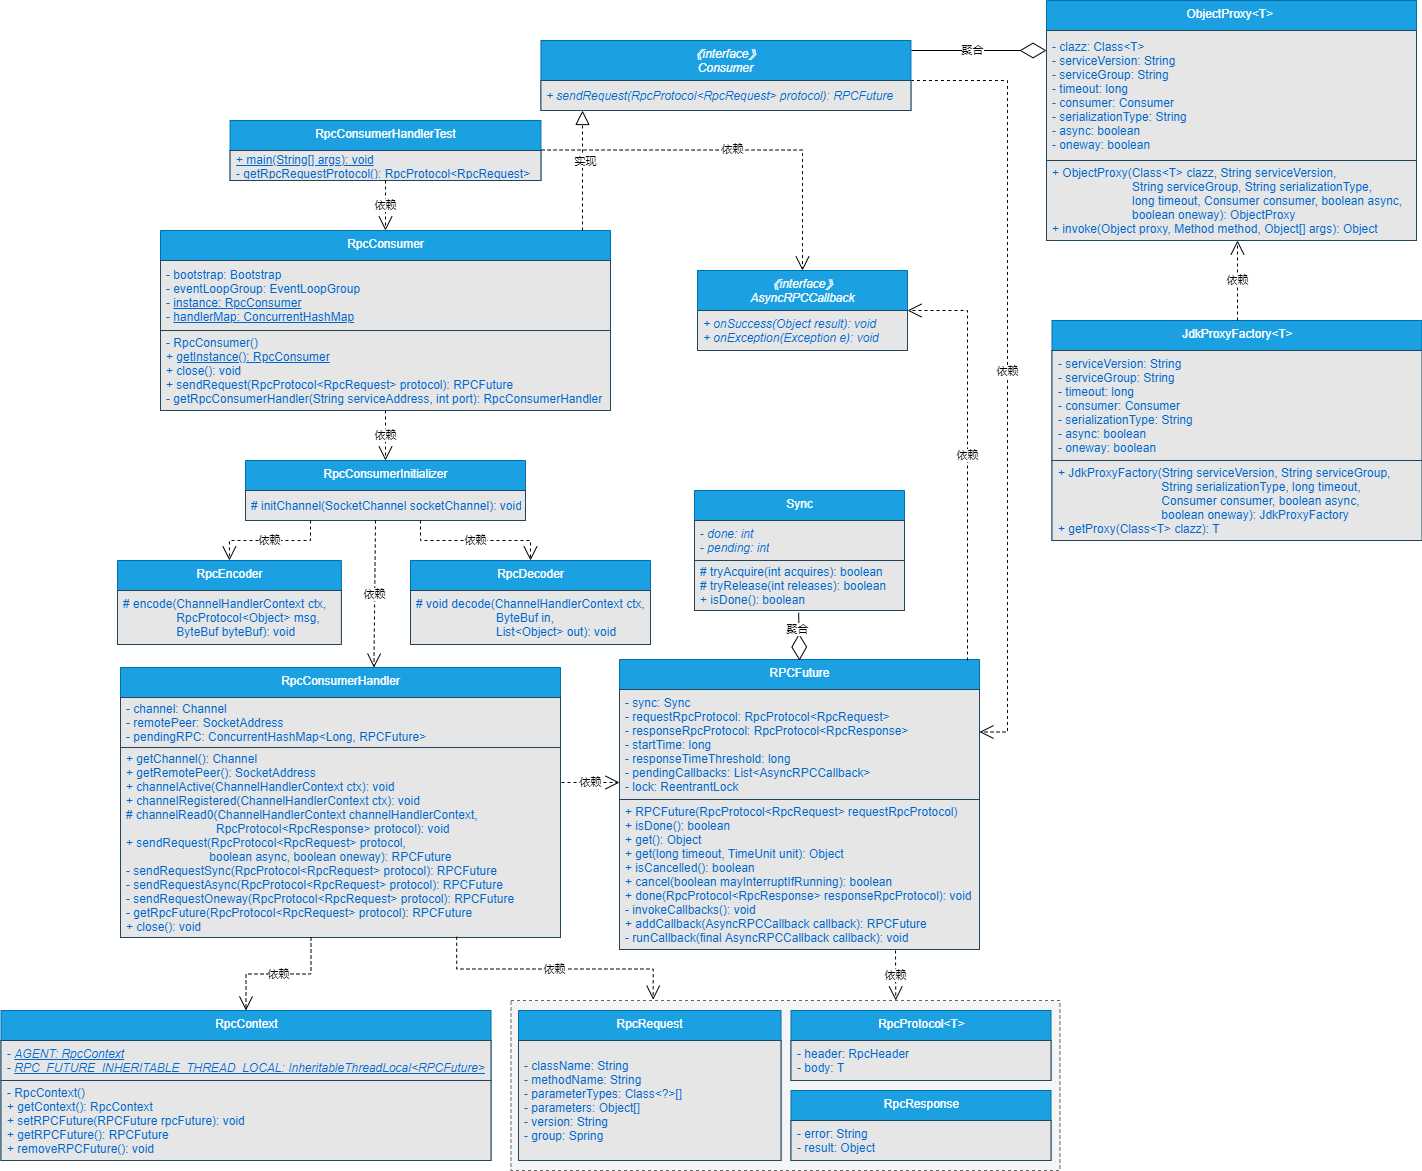 ObjectProxy<T>
- clazz: Class<T>
- serviceVersion: String
- serviceGroup: String
- timeout: long
- consumer: Consumer
- serializationType: String
- async: boolean
- oneway: boolean
+ ObjectProxy(Class<T> clazz, String serviceVersion,
String serviceGroup, String serializationType,
long timeout, Consumer consumer, boolean async,
boolean oneway): ObjectProxy
+ invoke(Object proxy, Method method, Object[] args): Object
聚合
《interface》
Consumer
+ sendRequest(RpcProtocol<RpcRequest> protocol): RPCFuture
RpcConsumerHandlerTest
+ main(String[] args): void
- getRpcRequestProtocol(): RpcProtocol<RpcRequest>
实现
依赖
依赖
RpcConsumer
- bootstrap: Bootstrap
- eventLoopGroup: EventLoopGroup
- instance: RpcConsumer
- handlerMap: ConcurrentHashMap
- RpcConsumer()
+ getInstance(): RpcConsumer
+ close(): void
+ sendRequest(RpcProtocol<RpcRequest> protocol): RPCFuture
- getRpcConsumerHandler(String serviceAddress, int port): RpcConsumerHandler
《interface》
AsyncRPCCallback
+ onSuccess(Object result): void
+ onException(Exception e): void
依赖
JdkProxyFactory<T>
- serviceVersion: String
- serviceGroup: String
- timeout: long
- consumer: Consumer
- serializationType: String
- async: boolean
- oneway: boolean
+ JdkProxyFactory(String serviceVersion, String serviceGroup,
String serializationType, long timeout,
Consumer consumer, boolean async,
boolean oneway): JdkProxyFactory
+ getProxy(Class<T> clazz): T
依赖
依赖
依赖
RpcConsumerInitializer
# initChannel(SocketChannel socketChannel): void
依赖
依赖
依赖
RpcEncoder
# encode(ChannelHandlerContext ctx,
RpcProtocol<Object> msg,
ByteBuf byteBuf): void
RpcDecoder
# void decode(ChannelHandlerContext ctx,
ByteBuf in,
List<Object> out): void
Sync
- done: int
- pending: int
# tryAcquire(int acquires): boolean
# tryRelease(int releases): boolean
+ isDone(): boolean
聚合
RpcConsumerHandler
- channel: Channel
- remotePeer: SocketAddress
- pendingRPC: ConcurrentHashMap<Long, RPCFuture>
+ getChannel(): Channel
+ getRemotePeer(): SocketAddress
+ channelActive(ChannelHandlerContext ctx): void
+ channelRegistered(ChannelHandlerContext ctx): void
# channelRead0(ChannelHandlerContext channelHandlerContext,
RpcProtocol<RpcResponse> protocol): void
+ sendRequest(RpcProtocol<RpcRequest> protocol,
boolean async, boolean oneway): RPCFuture
- sendRequestSync(RpcProtocol<RpcRequest> protocol): RPCFuture
- sendRequestAsync(RpcProtocol<RpcRequest> protocol): RPCFuture
- sendRequestOneway(RpcProtocol<RpcRequest> protocol): RPCFuture
- getRpcFuture(RpcProtocol<RpcRequest> protocol): RPCFuture
+ close(): void
依赖
RPCFuture
- sync: Sync
- requestRpcProtocol: RpcProtocol<RpcRequest>
- responseRpcProtocol: RpcProtocol<RpcResponse>
- startTime: long
- responseTimeThreshold: long
- pendingCallbacks: List<AsyncRPCCallback>
- lock: ReentrantLock
+ RPCFuture(RpcProtocol<RpcRequest> requestRpcProtocol)
+ isDone(): boolean
+ get(): Object
+ get(long timeout, TimeUnit unit): Object
+ isCancelled(): boolean
+ cancel(boolean mayInterruptIfRunning): boolean
+ done(RpcProtocol<RpcResponse> responseRpcProtocol): void
- invokeCallbacks(): void
+ addCallback(AsyncRPCCallback callback): RPCFuture
- runCallback(final AsyncRPCCallback callback): void
依赖
依赖
依赖
RpcContext
- AGENT: RpcContext
- RPC_FUTURE_INHERITABLE_THREAD_LOCAL: InheritableThreadLocal<RPCFuture>
- RpcContext()
+ getContext(): RpcContext
+ setRPCFuture(RPCFuture rpcFuture): void
+ getRPCFuture(): RPCFuture
+ removeRPCFuture(): void
RpcRequest
- className: String
- methodName: String
- parameterTypes: Class<?>[]
- parameters: Object[]
- version: String
- group: Spring
RpcProtocol<T>
- header: RpcHeader
- body: T
RpcResponse
- error: String
- result: Object